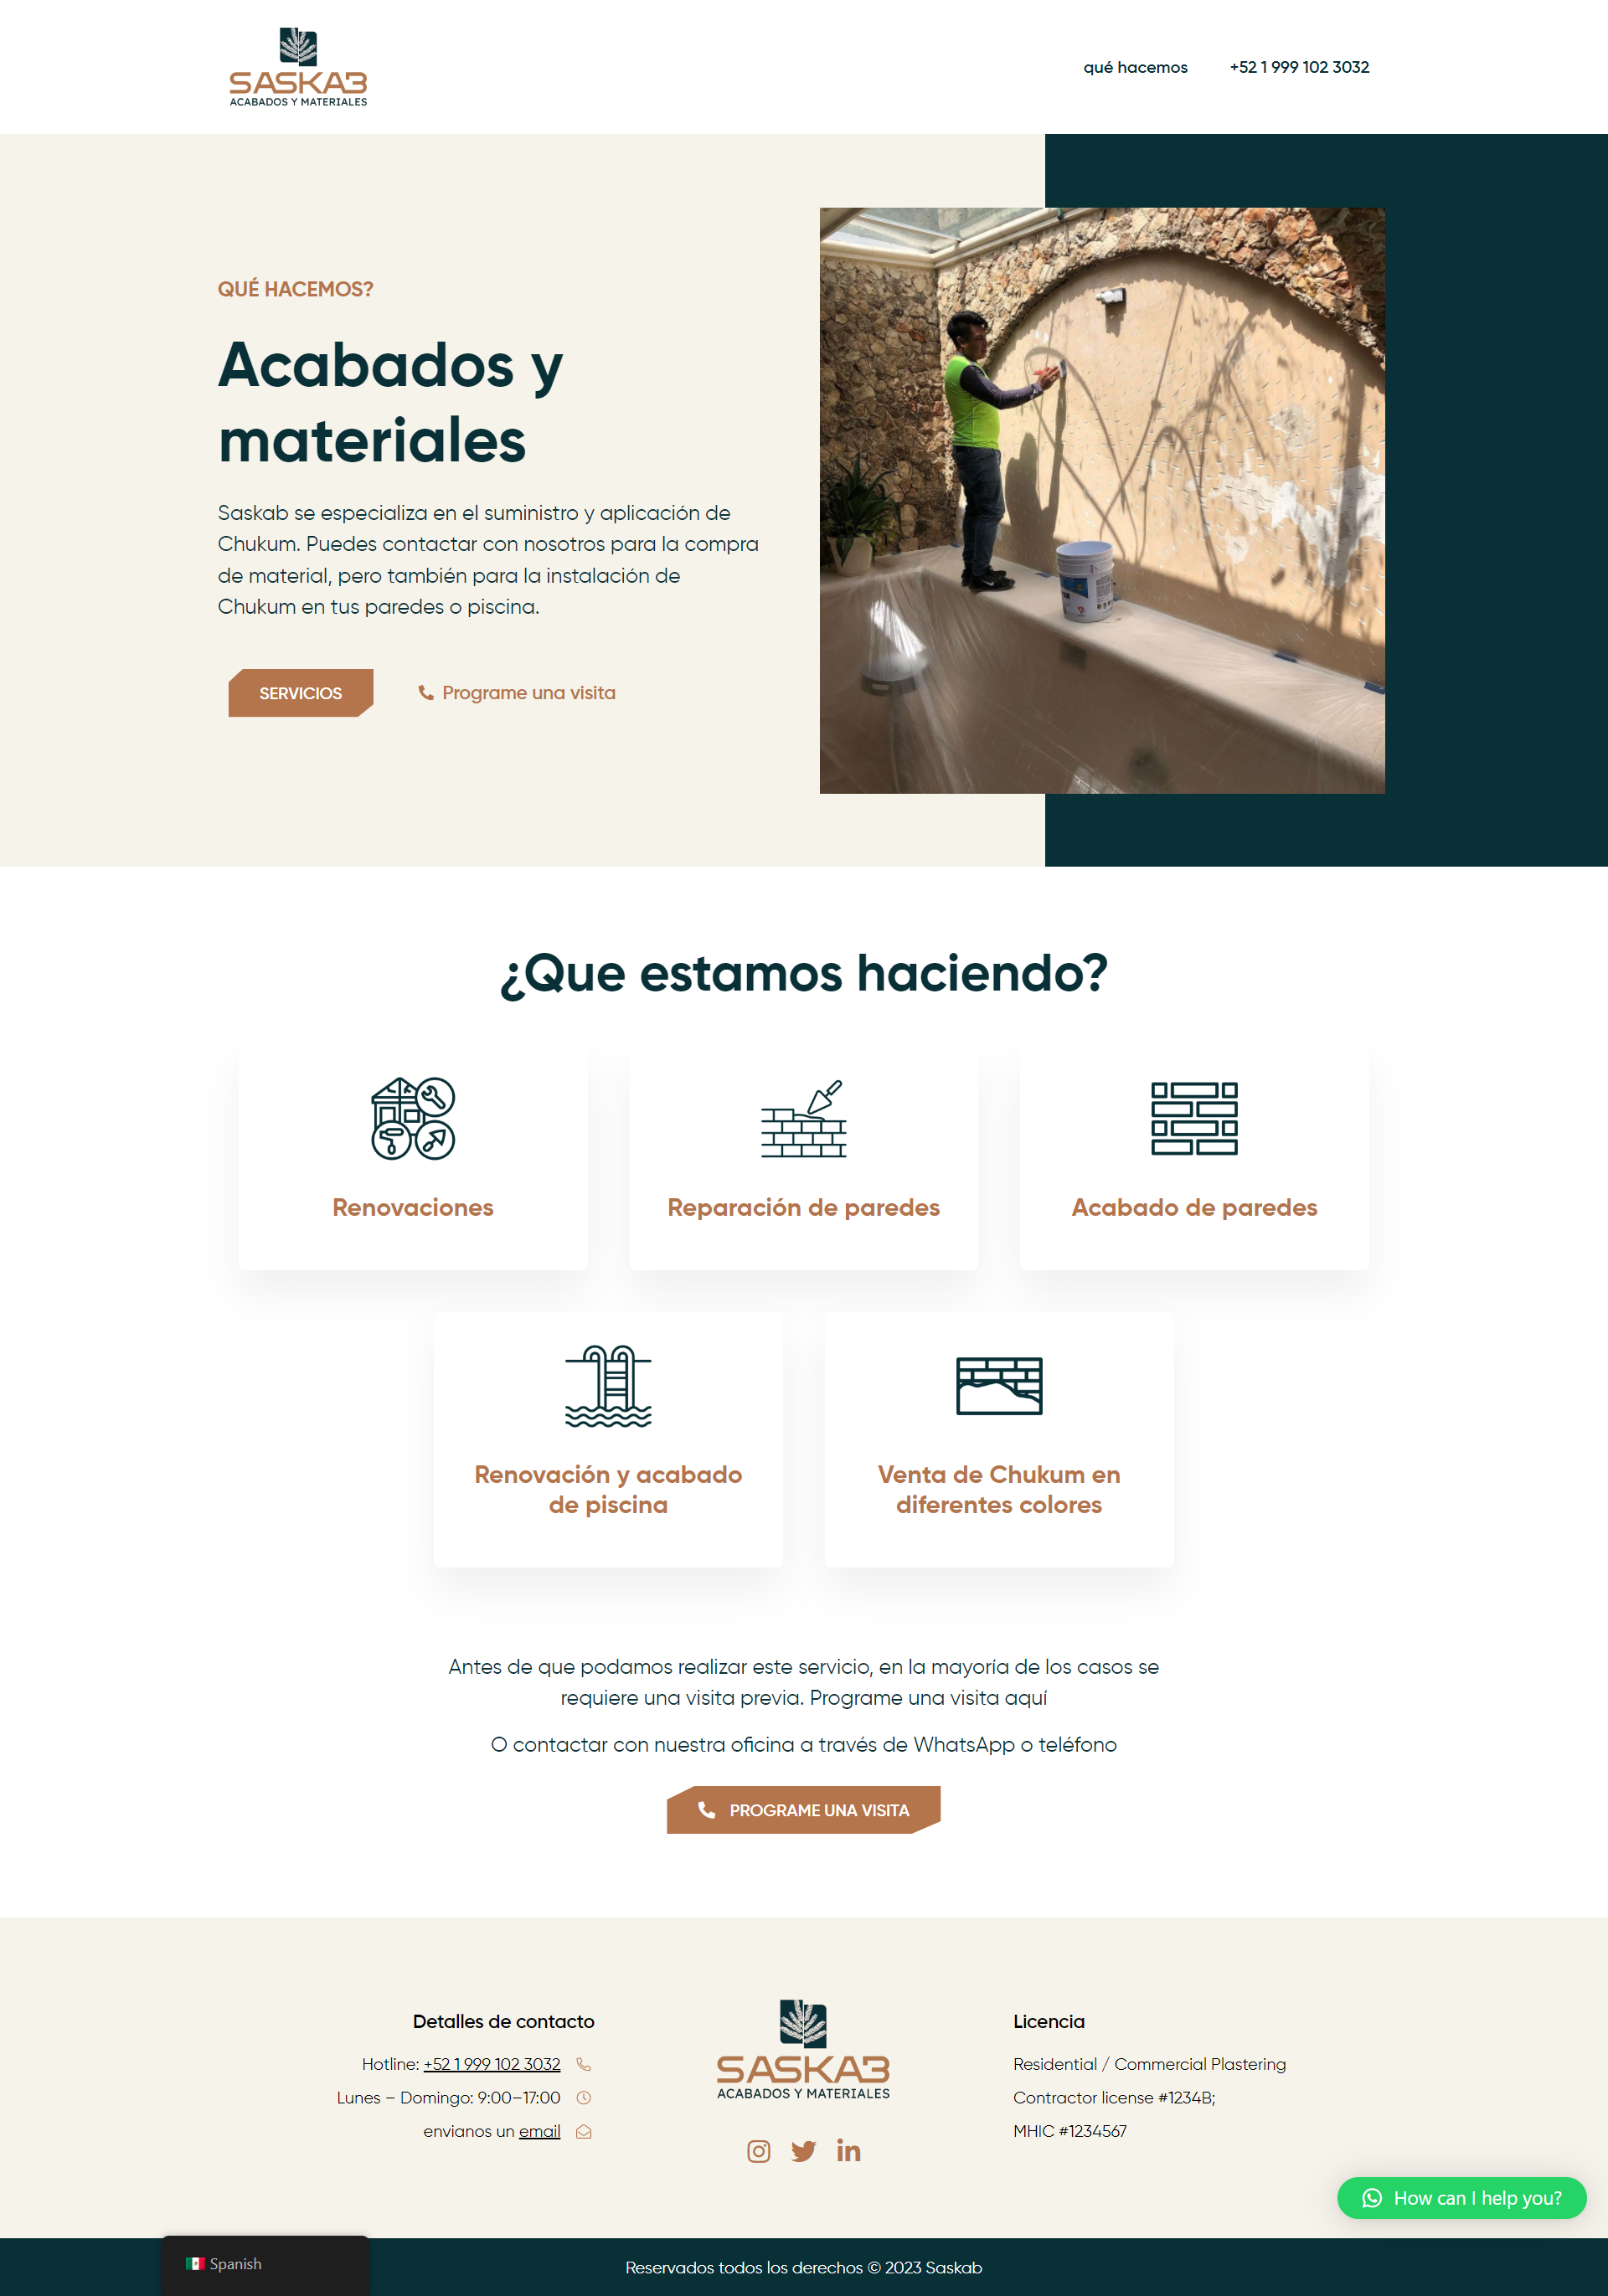 SASKAB
ACABADOS Y MATERIALES
qué hacemos
+52 1 999 102 3032
QUÉ HACEMOS?
Acabados y
materiales
Saskab se especializa en el suministro y aplicación de
Chukum. Puedes contactar con nosotros para la compra
de material, pero también para la instalación de
Chukum en tus paredes o piscina.
SERVICIOS
Programe una visita
¿Que estamos haciendo?
Renovaciones
Reparación de paredes
Acabado de paredes
Renovación y acabado
de piscina
Venta de Chukum en
diferentes colores
Antes de que podamos realizar este servicio, en la mayoría de los casos se
requiere una visita previa. Programe una visita aquí
O contactar con nuestra oficina a través de WhatsApp o teléfono
PROGRAME UNA VISITA
Detalles de contacto
Hotline: +52 1 999 102 3032
Lunes – Domingo: 9:00–17:00
envianos un email
SASKAB
ACABADOS Y MATERIALES
Licencia
Residential / Commercial Plastering
Contractor license #1234B;
MHIC #1234567
How can I help you?
Spanish
Reservados todos los derechos © 2023 Saskab